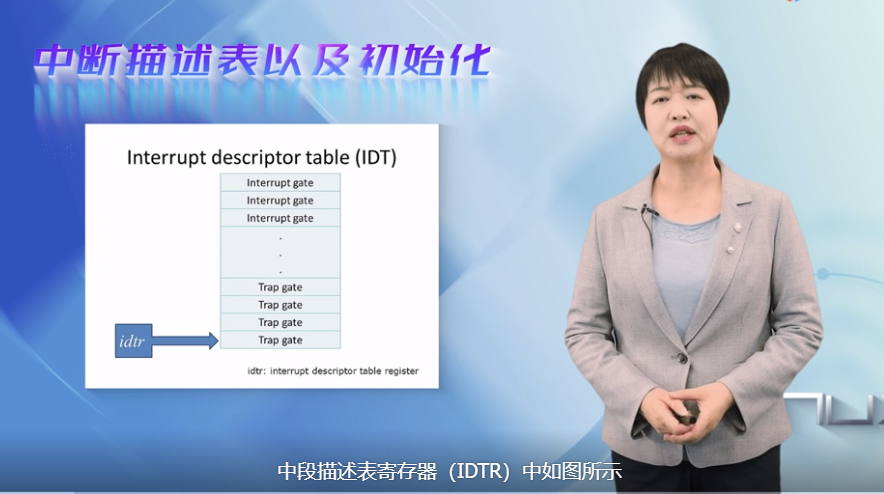 中断描述表以及初始化
Interrupt descriptor table (IDT)
Interrupt gate
Interrupt gate
Interrupt gate
.
.
.
Trap gate
Trap gate
Trap gate
Trap gate
idtr
idtr: interrupt descriptor table register
中段描述表寄存器（IDTR）中如图所示